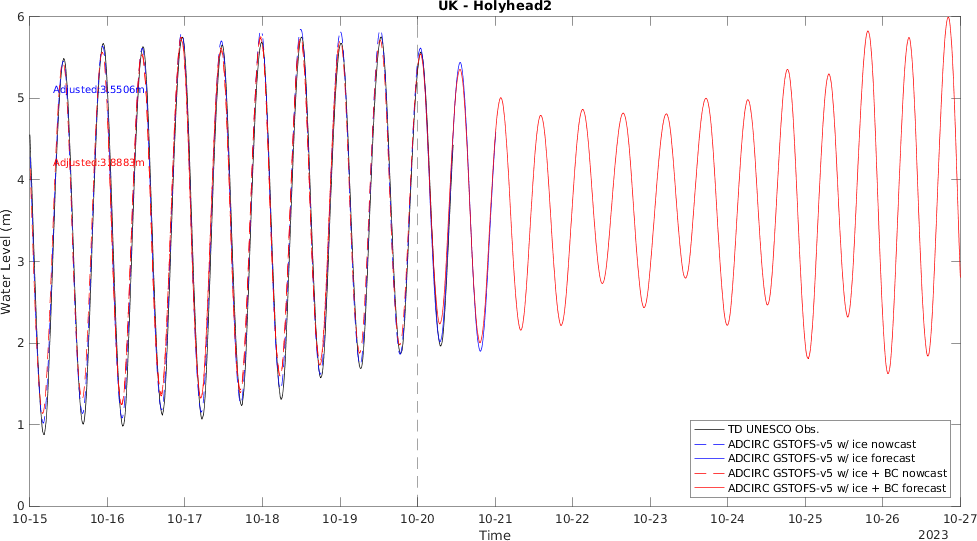 UK - Holyhead2
6
5
4
3
2
1
0
Water Level (m)
Adjusted:3.5506m
Adjusted:3.8883m
TD UNESCO Obs.
ADCIRC GSTOFS-v5 w/ ice nowcast
ADCIRC GSTOFS-v5 w/ ice forecast
ADCIRC GSTOFS-v5 w/ ice + BC nowcast
ADCIRC GSTOFS-v5 w/ ice + BC forecast
10-15 10-16 10-17 10-18 10-19 10-20 10-21 10-22 10-23 10-24 10-25 10-26 10-27
Time
2023